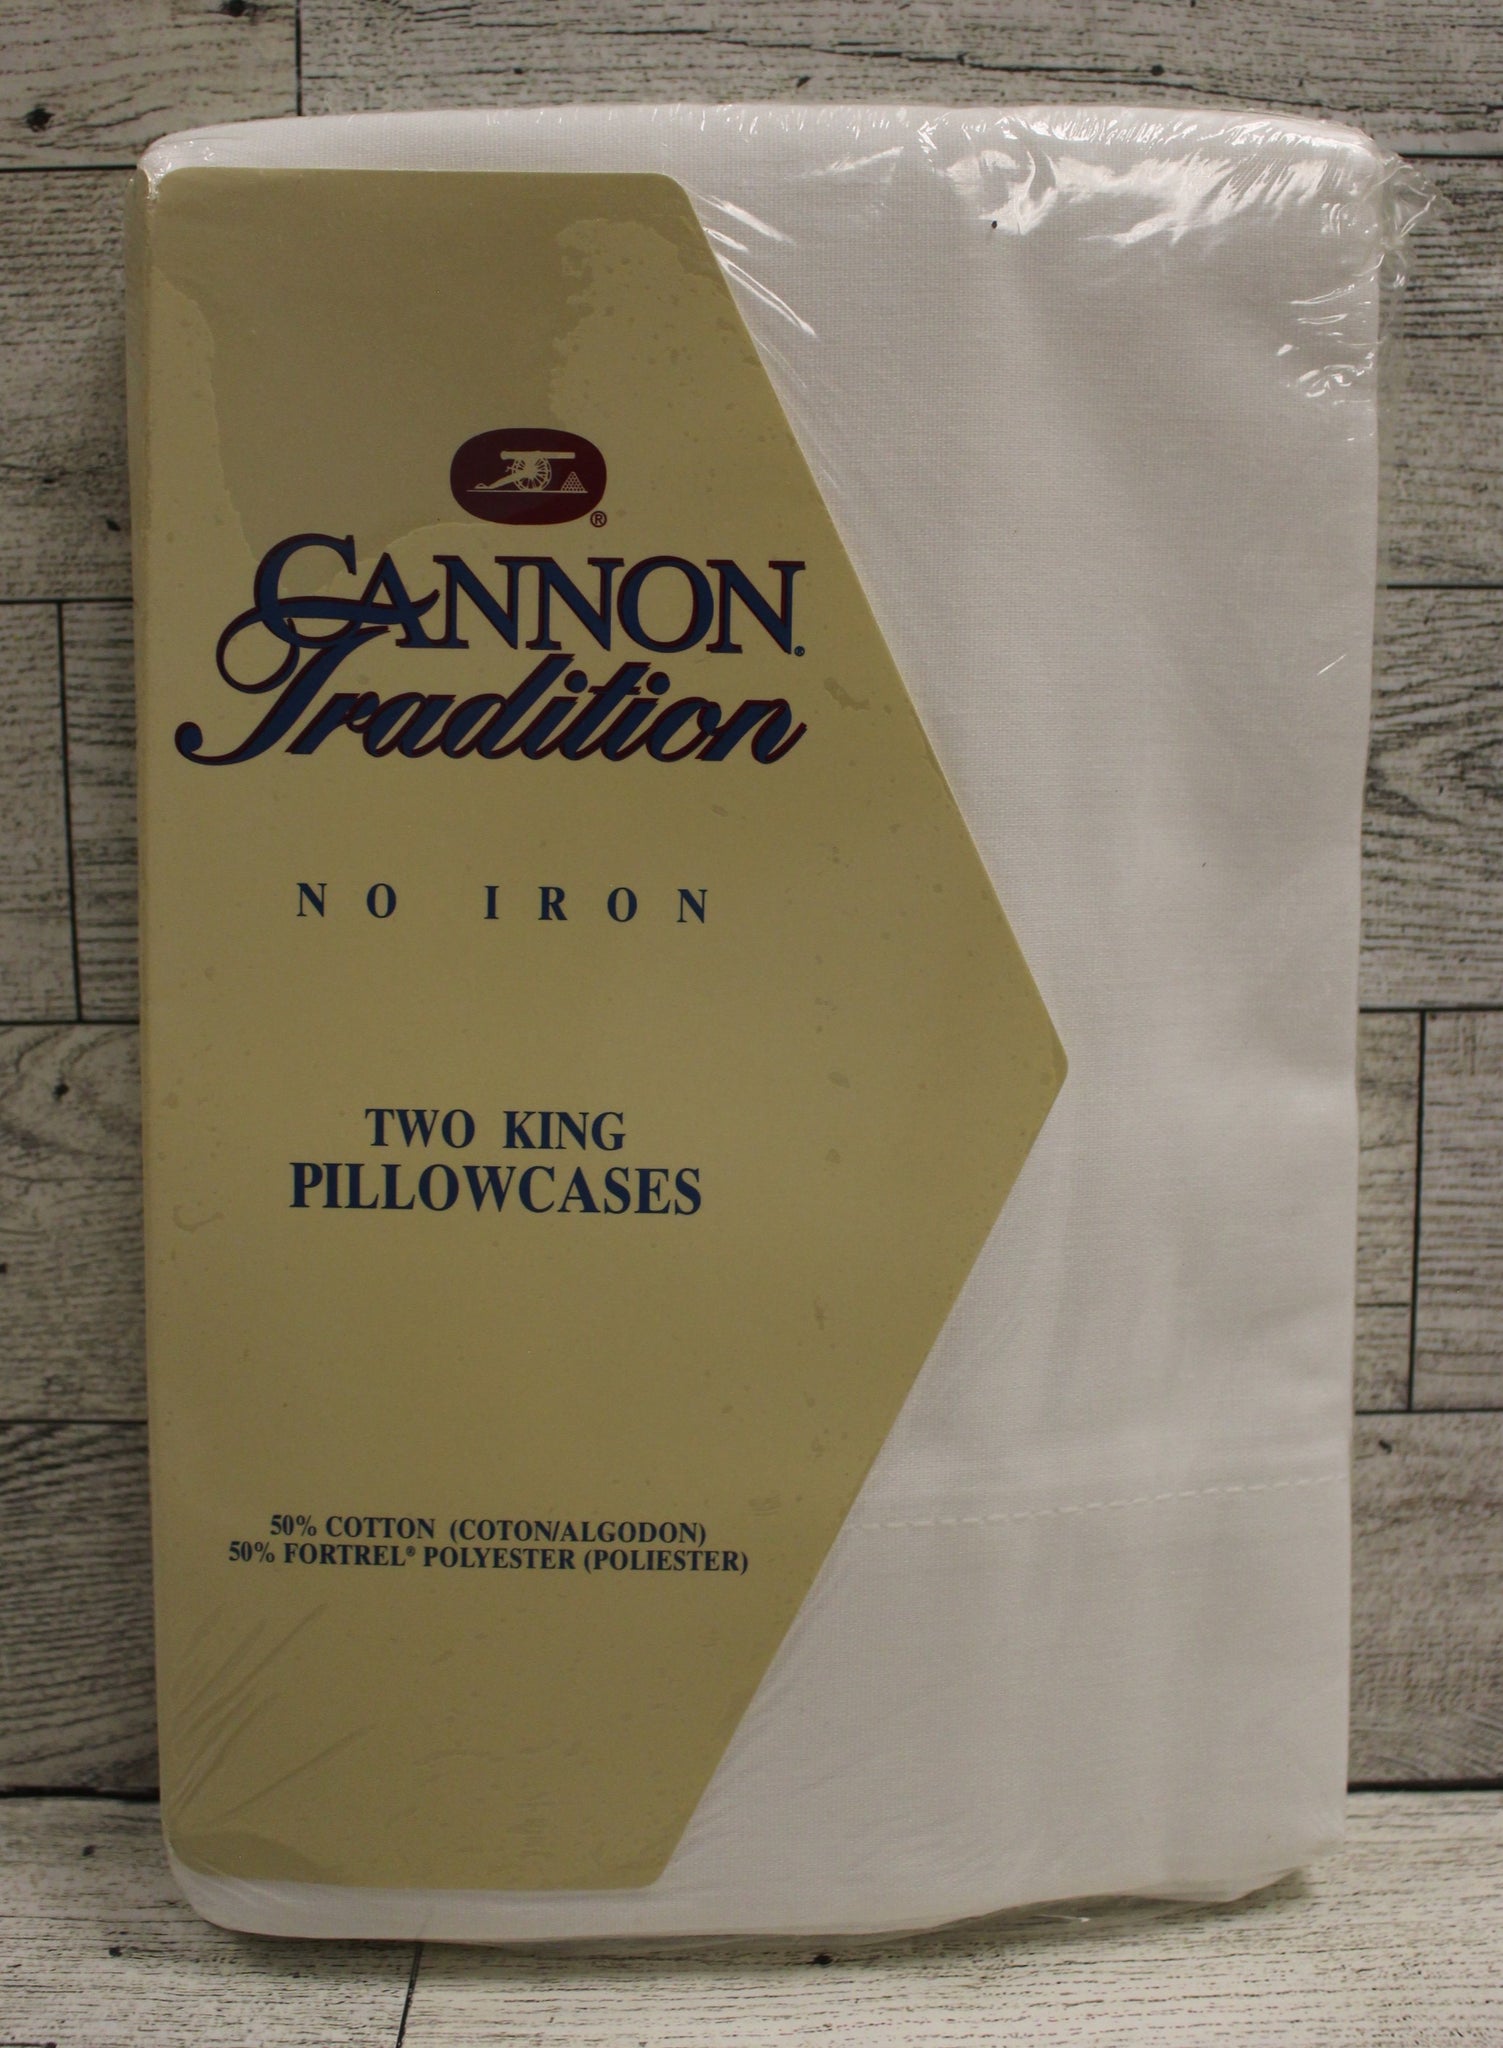 ®
CANNON®
Tradition
NO IRON
TWO KING
PILLOWCASES
50% COTTON (COTON/ALGODON)
50% FORTREL® POLYESTER (POLIESTER)